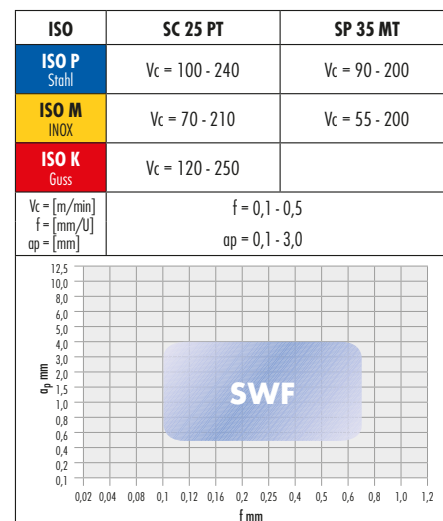 ISO SC 25 PT SP 35 MT
ISO P
Stahl
Vc = 100 - 240 Vc = 90 - 200
ISO M
INOX
Vc = 70 - 210 Vc = 55 - 200
ISO K
Guss
Vc = 120 - 250
Vc = [m/min]
f = [mm/U]
ap = [mm]
f = 0,1 - 0,5
ap = 0,1 - 3,0
ap mm
12,5
10,0
8,0
6,0
5,0
4,0
3,0
2,0
1,5
1,0
0,8
0,6
0,4
0,2
0,1
SWF
0,02 0,04 0,08 0,1 0,12 0,16 0,2 0,25 0,4 0,5 0,6 0,8 1,0 1,2
f mm